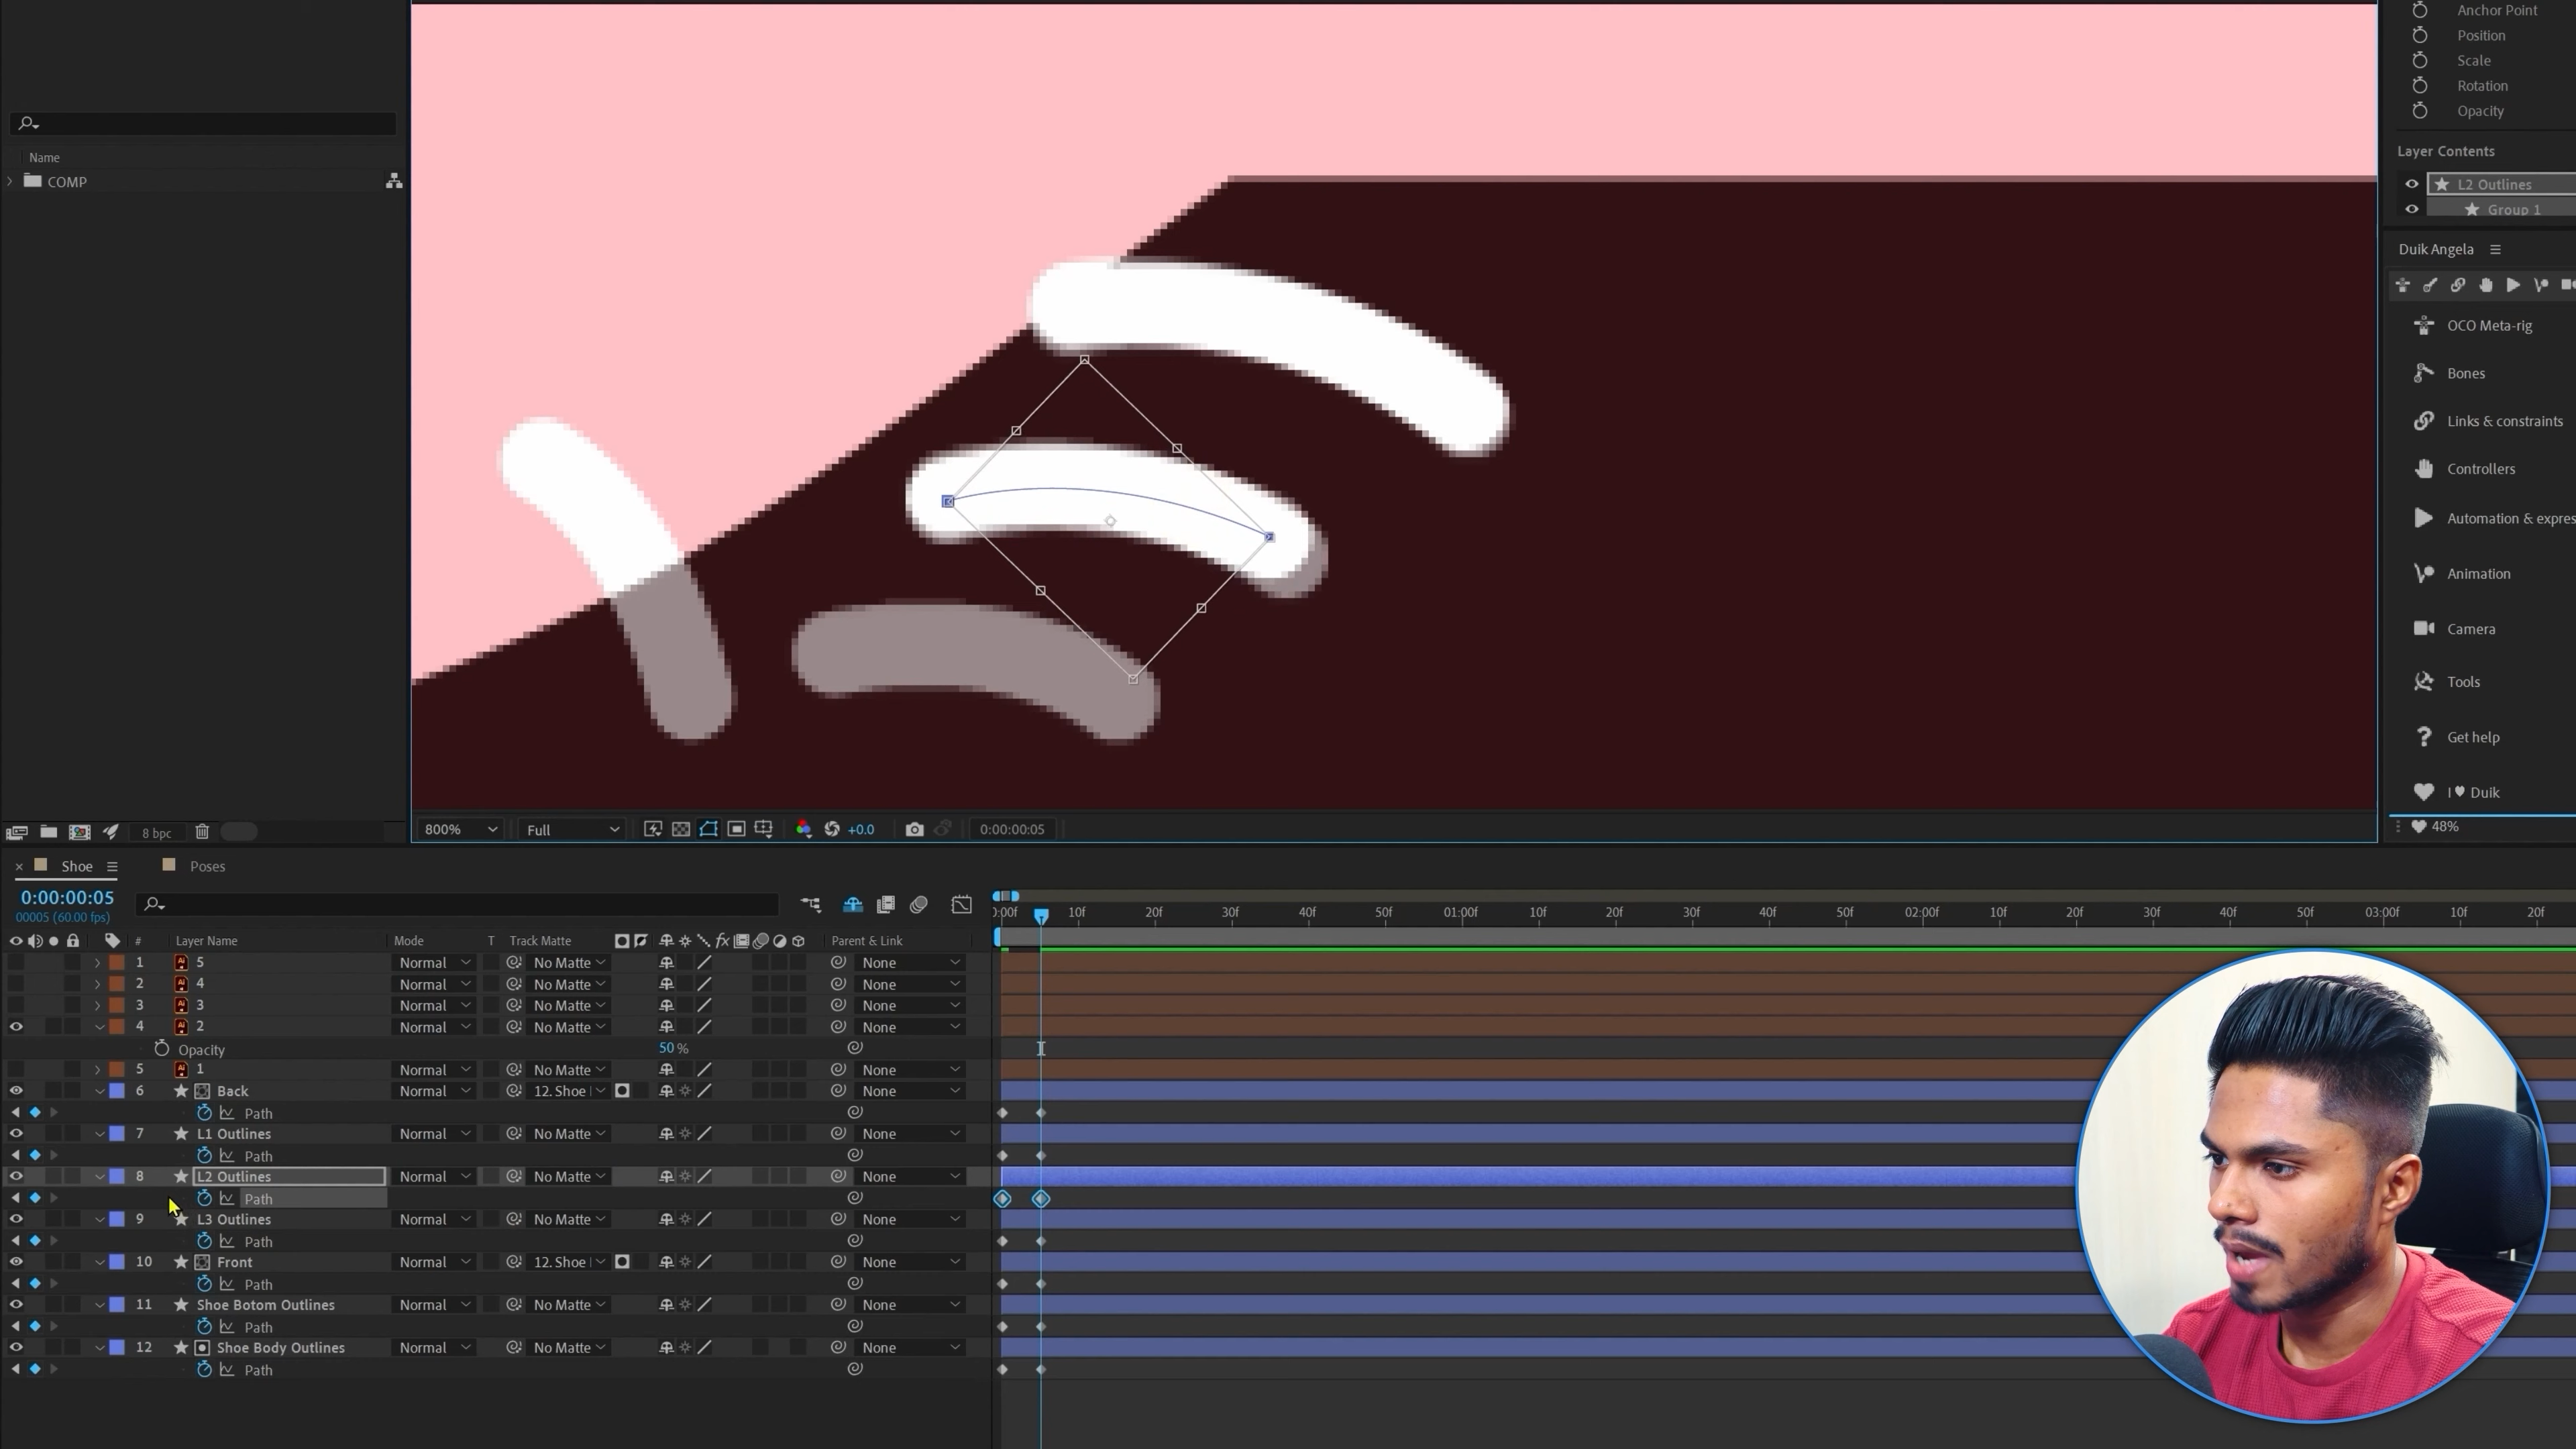 Anchor Point
Position
Scale
Rotation
Opacity
Name
COMP
Layer Contents
L2 Outlines
Group 1
Duik Angela
OCO Meta-rig
Bones
Links & constraints
Controllers
Automation & expres
Animation
Camera
Tools
Get help
I ♥ Duik
48%
8 bpc
800%
Full
+0.0
0:00:00:05
Shoe
Poses
0:00:00:05
00005 (60.00 fps)
0:00f 10f 20f 30f 40f 50f 01:00f 10f 20f 30f 40f 50f 02:00f 10f 20f 30f 40f 50f 03:00f 10f 20f
# Layer Name Mode T Track Matte fx Parent & Link
1 Ai 5 Normal No Matte None
2 Ai 4 Normal No Matte None
3 Ai 3 Normal No Matte None
4 Ai 2 Normal No Matte None
Opacity 50 %
5 Ai 1 Normal No Matte None
6 Back Normal 12. Shoe None
Path
7 L1 Outlines Normal No Matte None
Path
8 L2 Outlines Normal No Matte None
Path
9 L3 Outlines Normal No Matte None
Path
10 Front Normal 12. Shoe None
Path
11 Shoe Botom Outlines Normal No Matte None
Path
12 Shoe Body Outlines Normal No Matte None
Path